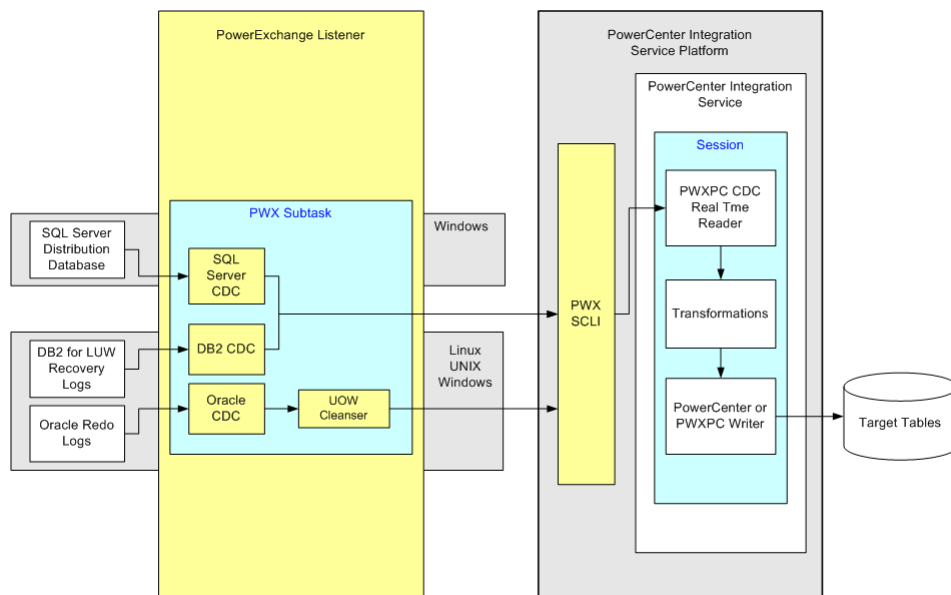 PowerExchange Listener
PowerCenter Integration
Service Platform
PowerCenter Integration
Service
Session
PWX Subtask
Windows
SQL Server
Distribution
Database
SQL
Server
CDC
PWXPC CDC
Real Tme
Reader
PWX
SCLI
Transformations
DB2 for LUW
Recovery
Logs
DB2 CDC
Linux
UNIX
Windows
Oracle Redo
Logs
Oracle
CDC
UOW
Cleanser
PowerCenter or
PWXPC Writer
Target Tables